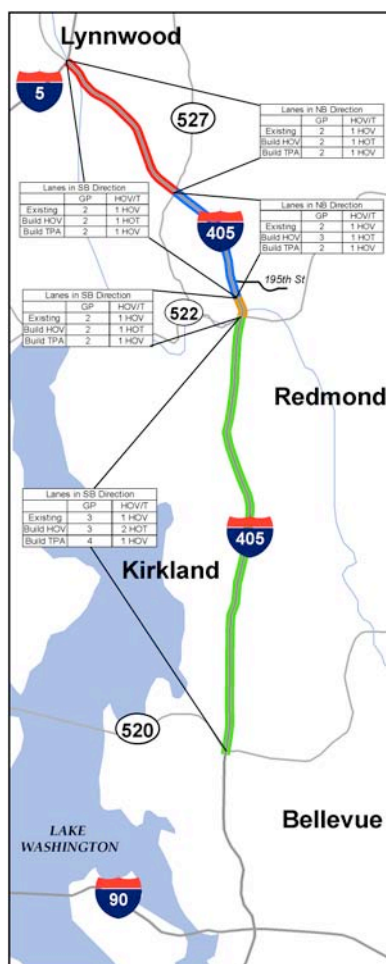 Lynnwood
5
527
Lanes in NB Direction
GP HOV/T
Existing 2 1 HOV
Build HOV 2 1 HOT
Build TPA 2 1 HOV
Lanes in SB Direction
GP HOV/T
Existing 2 1 HOV
Build HOV 2 1 HOT
Build TPA 2 1 HOV
405
Lanes in NB Direction
GP HOV/T
Existing 2 1 HOV
Build HOV 3 1 HOT
Build TPA 2 1 HOV
195th St
Lanes in SB Direction
GP HOV/T
Existing 2 1 HOV
Build HOV 2 1 HOT
Build TPA 2 1 HOV
522
Redmond
Lanes in SB Direction
GP HOV/T
Existing 3 1 HOV
Build HOV 3 2 HOT
Build TPA 4 1 HOV
405
Kirkland
520
Bellevue
LAKE
WASHINGTON
90